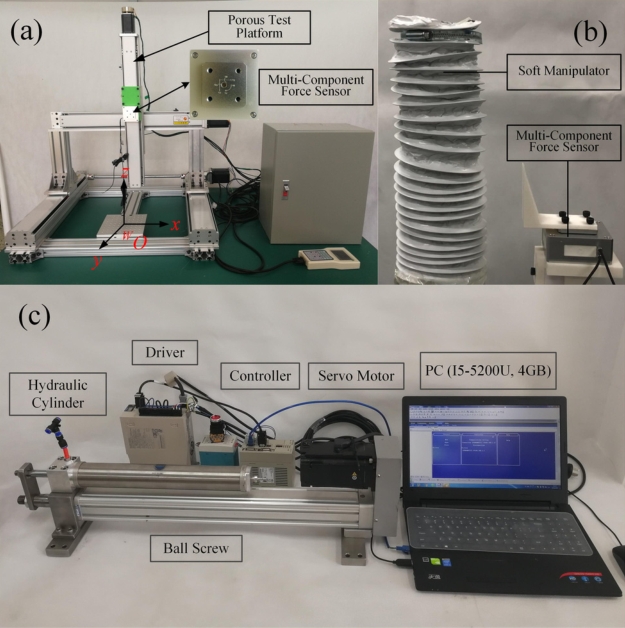 (a)
Porous Test
Platform
Multi-Component
Force Sensor
z
x
y
O
(b)
Soft Manipulator
Multi-Component
Force Sensor
(c)
Driver
Controller
Servo Motor
PC (I5-5200U, 4GB)
Hydraulic
Cylinder
Ball Screw